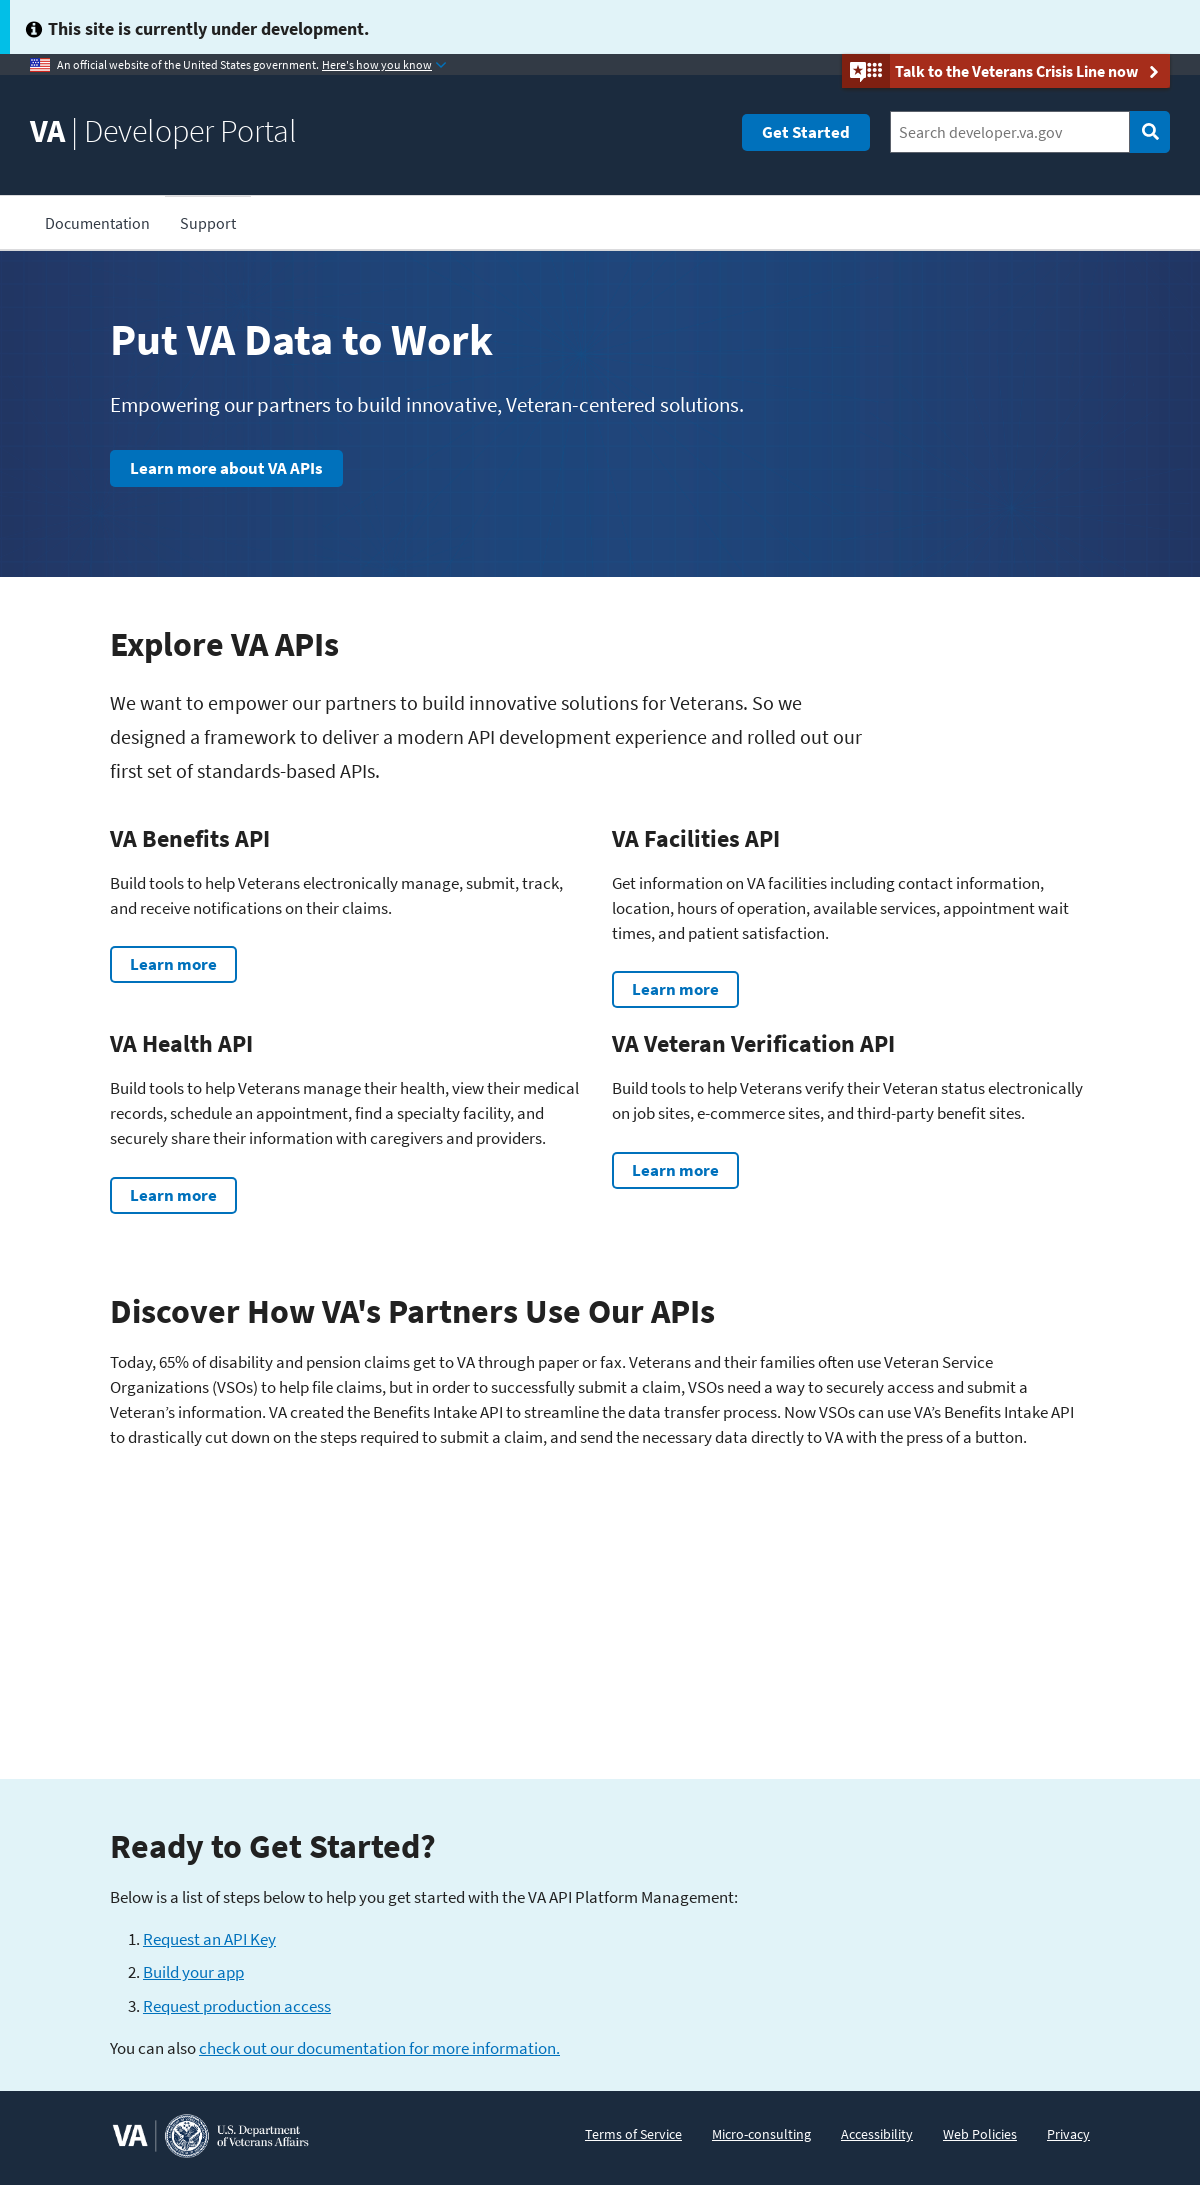 This site is currently under development.
An official website of the United States government. Here's how you know
Talk to the Veterans Crisis Line now
VA | Developer Portal
Get Started
Search developer.va.gov
Documentation
Support
Put VA Data to Work
Empowering our partners to build innovative, Veteran-centered solutions.
Learn more about VA APIs
Explore VA APIs
We want to empower our partners to build innovative solutions for Veterans. So we
designed a framework to deliver a modern API development experience and rolled out our
first set of standards-based APIs.
VA Benefits API
Build tools to help Veterans electronically manage, submit, track,
and receive notifications on their claims.
Learn more
VA Facilities API
Get information on VA facilities including contact information,
location, hours of operation, available services, appointment wait
times, and patient satisfaction.
Learn more
VA Health API
Build tools to help Veterans manage their health, view their medical
records, schedule an appointment, find a specialty facility, and
securely share their information with caregivers and providers.
Learn more
VA Veteran Verification API
Build tools to help Veterans verify their Veteran status electronically
on job sites, e-commerce sites, and third-party benefit sites.
Learn more
Discover How VA's Partners Use Our APIs
Today, 65% of disability and pension claims get to VA through paper or fax. Veterans and their families often use Veteran Service
Organizations (VSOs) to help file claims, but in order to successfully submit a claim, VSOs need a way to securely access and submit a
Veteran’s information. VA created the Benefits Intake API to streamline the data transfer process. Now VSOs can use VA’s Benefits Intake API
to drastically cut down on the steps required to submit a claim, and send the necessary data directly to VA with the press of a button.
Ready to Get Started?
Below is a list of steps below to help you get started with the VA API Platform Management:
1. Request an API Key
2. Build your app
3. Request production access
You can also check out our documentation for more information.
VA
U.S. Department
of Veterans Affairs
Terms of Service
Micro-consulting
Accessibility
Web Policies
Privacy